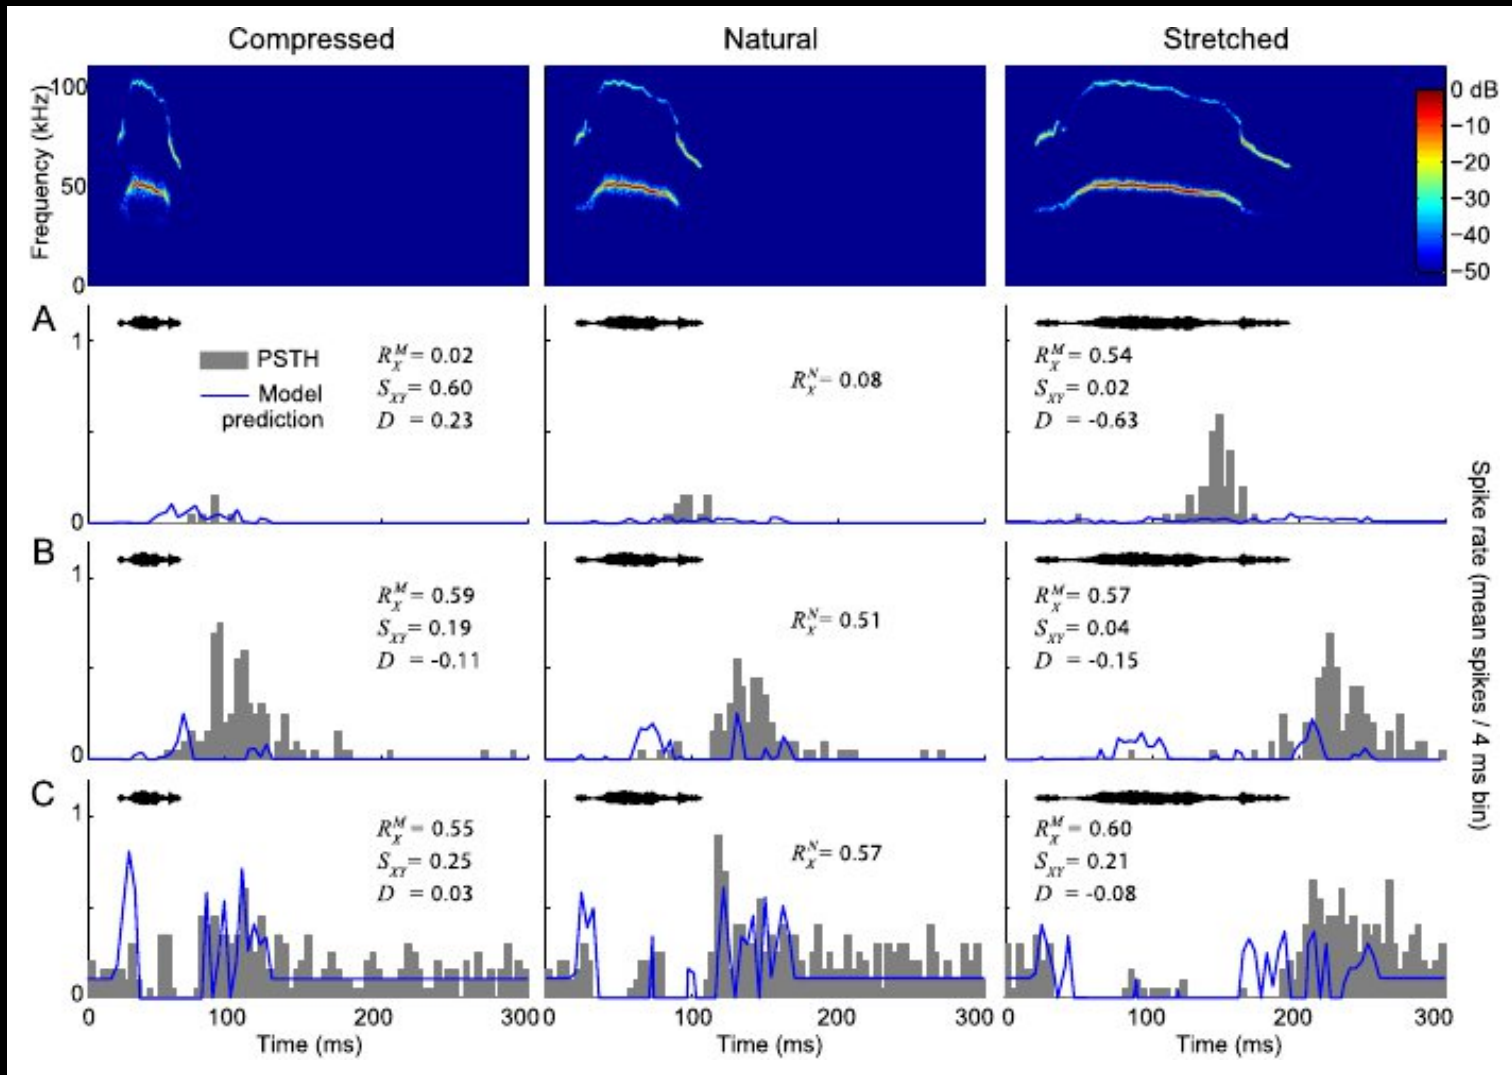 Compressed Natural Stretched
Frequency (kHz)
100
50
0
0 dB
−10
−20
−30
−40
−50
A
1
0
PSTH
Model
prediction
R_X^M = 0.02
S_XY = 0.60
D = 0.23
R_X^N = 0.08
R_X^M = 0.54
S_XY = 0.02
D = -0.63
B
1
0
R_X^M = 0.59
S_XY = 0.19
D = -0.11
R_X^N = 0.51
R_X^M = 0.57
S_XY = 0.04
D = -0.15
C
1
0
R_X^M = 0.55
S_XY = 0.25
D = 0.03
R_X^N = 0.57
R_X^M = 0.60
S_XY = 0.21
D = -0.08
Spike rate (mean spikes / 4 ms bin)
0 100 200 300 0 100 200 300 0 100 200 300
Time (ms) Time (ms) Time (ms)